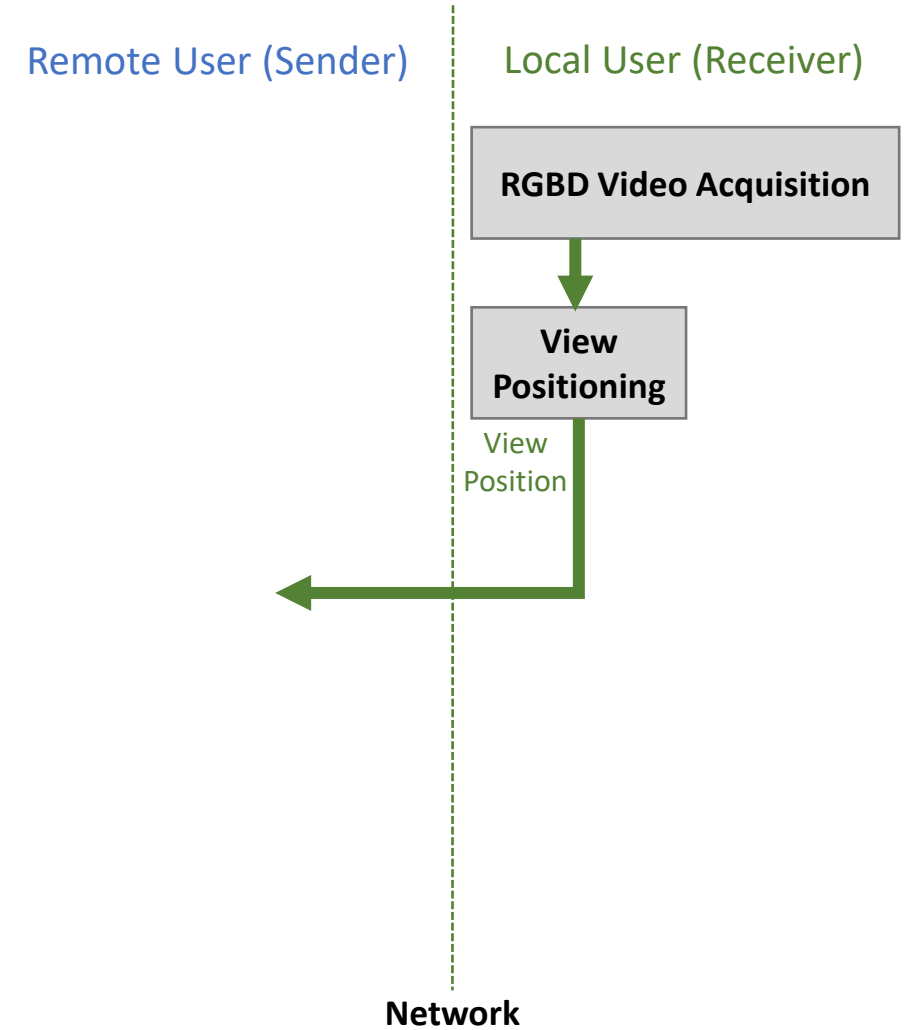 Remote User (Sender)
Local User (Receiver)
RGBD Video Acquisition
View
Positioning
View
Position
Network